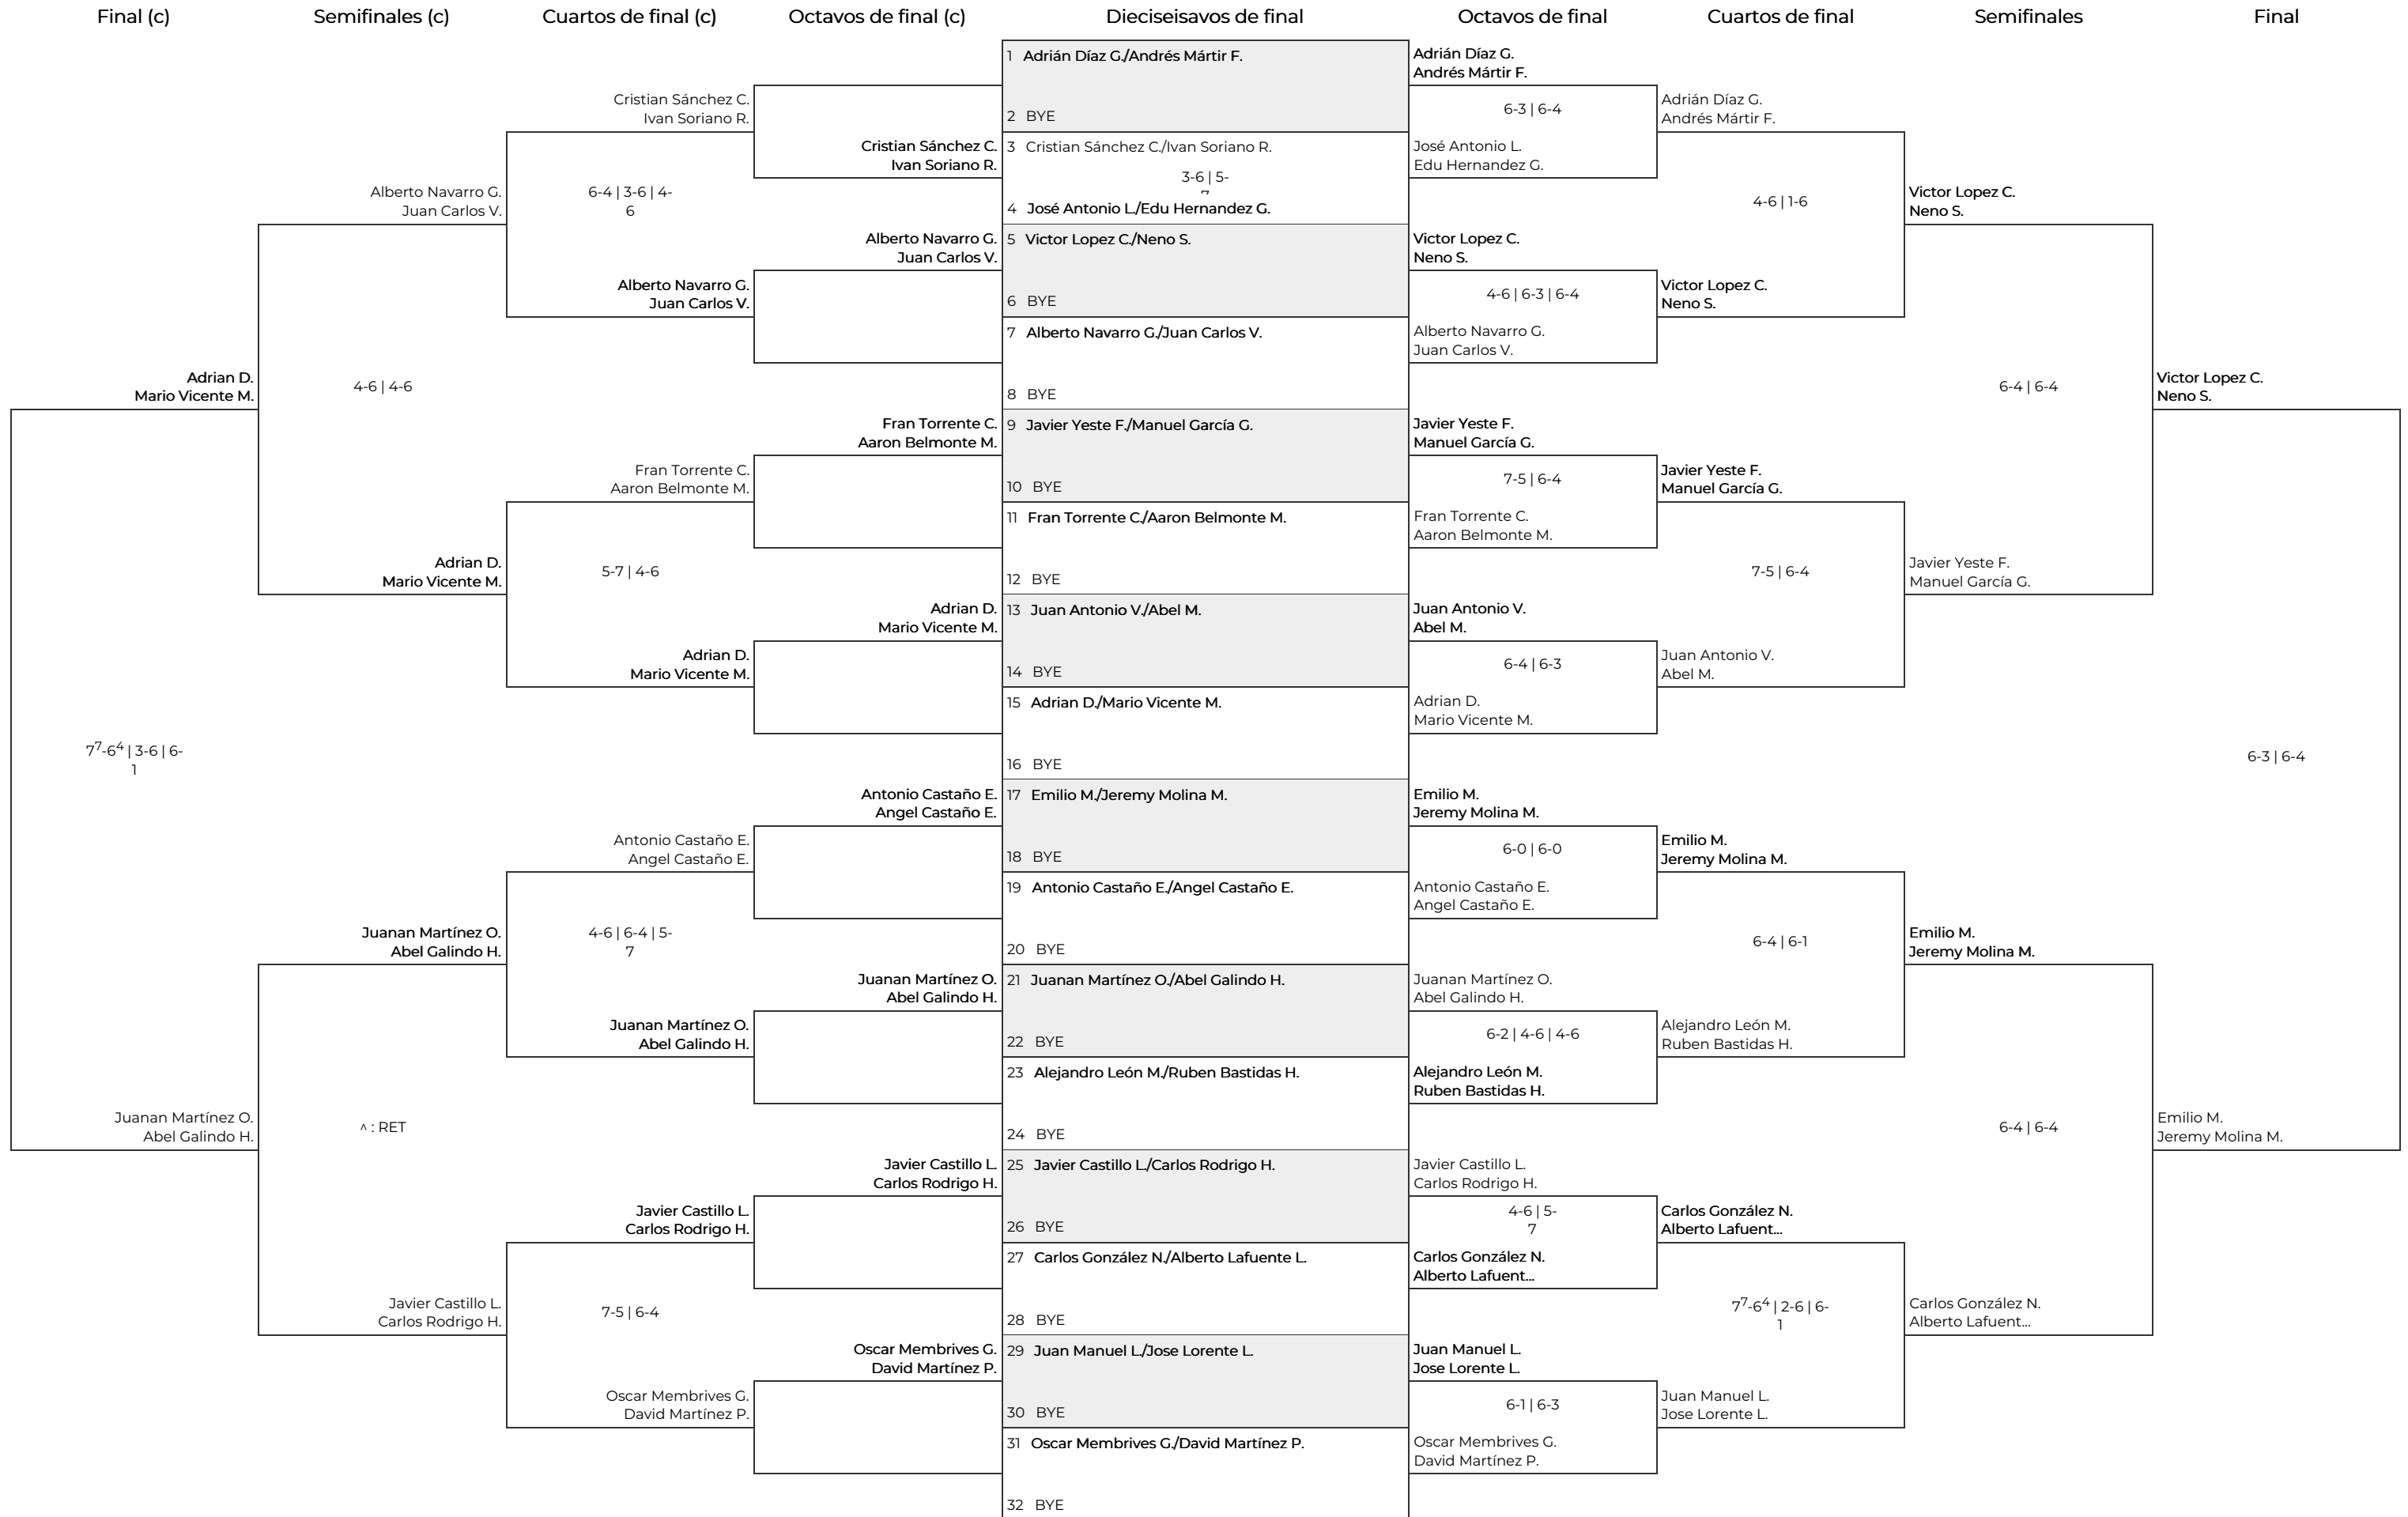 Final (c)
Semifinales (c)
Cuartos de final (c)
Octavos de final (c)
Dieciseisavos de final
Octavos de final
Cuartos de final
Semifinales
Final
Adrian D.
Mario Vicente M.
7⁷-6⁴ | 3-6 | 6-
1
Juanan Martínez O.
Abel Galindo H.
Alberto Navarro G.
Juan Carlos V.
4-6 | 4-6
Adrian D.
Mario Vicente M.
Juanan Martínez O.
Abel Galindo H.
^ : RET
Javier Castillo L.
Carlos Rodrigo H.
Cristian Sánchez C.
Ivan Soriano R.
6-4 | 3-6 | 4-
6
Alberto Navarro G.
Juan Carlos V.
Fran Torrente C.
Aaron Belmonte M.
5-7 | 4-6
Adrian D.
Mario Vicente M.
Antonio Castaño E.
Angel Castaño E.
4-6 | 6-4 | 5-
7
Juanan Martínez O.
Abel Galindo H.
Javier Castillo L.
Carlos Rodrigo H.
7-5 | 6-4
Oscar Membrives G.
David Martínez P.
Cristian Sánchez C.
Ivan Soriano R.
Alberto Navarro G.
Juan Carlos V.
Fran Torrente C.
Aaron Belmonte M.
Adrian D.
Mario Vicente M.
Antonio Castaño E.
Angel Castaño E.
Juanan Martínez O.
Abel Galindo H.
Javier Castillo L.
Carlos Rodrigo H.
Oscar Membrives G.
David Martínez P.
1 Adrián Díaz G./Andrés Mártir F.
2 BYE
3 Cristian Sánchez C./Ivan Soriano R.
3-6 | 5-
7
4 José Antonio L./Edu Hernandez G.
5 Victor Lopez C./Neno S.
6 BYE
7 Alberto Navarro G./Juan Carlos V.
8 BYE
9 Javier Yeste F./Manuel García G.
10 BYE
11 Fran Torrente C./Aaron Belmonte M.
12 BYE
13 Juan Antonio V./Abel M.
14 BYE
15 Adrian D./Mario Vicente M.
16 BYE
17 Emilio M./Jeremy Molina M.
18 BYE
19 Antonio Castaño E./Angel Castaño E.
20 BYE
21 Juanan Martínez O./Abel Galindo H.
22 BYE
23 Alejandro León M./Ruben Bastidas H.
24 BYE
25 Javier Castillo L./Carlos Rodrigo H.
26 BYE
27 Carlos González N./Alberto Lafuente L.
28 BYE
29 Juan Manuel L./Jose Lorente L.
30 BYE
31 Oscar Membrives G./David Martínez P.
32 BYE
Adrián Díaz G.
Andrés Mártir F.
6-3 | 6-4
José Antonio L.
Edu Hernandez G.
Victor Lopez C.
Neno S.
4-6 | 6-3 | 6-4
Alberto Navarro G.
Juan Carlos V.
Javier Yeste F.
Manuel García G.
7-5 | 6-4
Fran Torrente C.
Aaron Belmonte M.
Juan Antonio V.
Abel M.
6-4 | 6-3
Adrian D.
Mario Vicente M.
Emilio M.
Jeremy Molina M.
6-0 | 6-0
Antonio Castaño E.
Angel Castaño E.
Juanan Martínez O.
Abel Galindo H.
6-2 | 4-6 | 4-6
Alejandro León M.
Ruben Bastidas H.
Javier Castillo L.
Carlos Rodrigo H.
4-6 | 5-
7
Carlos González N.
Alberto Lafuent...
Juan Manuel L.
Jose Lorente L.
6-1 | 6-3
Oscar Membrives G.
David Martínez P.
Adrián Díaz G.
Andrés Mártir F.
4-6 | 1-6
Victor Lopez C.
Neno S.
Javier Yeste F.
Manuel García G.
7-5 | 6-4
Juan Antonio V.
Abel M.
Emilio M.
Jeremy Molina M.
6-4 | 6-1
Alejandro León M.
Ruben Bastidas H.
Carlos González N.
Alberto Lafuent...
7⁷-6⁴ | 2-6 | 6-
1
Juan Manuel L.
Jose Lorente L.
Victor Lopez C.
Neno S.
6-4 | 6-4
Javier Yeste F.
Manuel García G.
Emilio M.
Jeremy Molina M.
6-4 | 6-4
Carlos González N.
Alberto Lafuent...
Victor Lopez C.
Neno S.
6-3 | 6-4
Emilio M.
Jeremy Molina M.